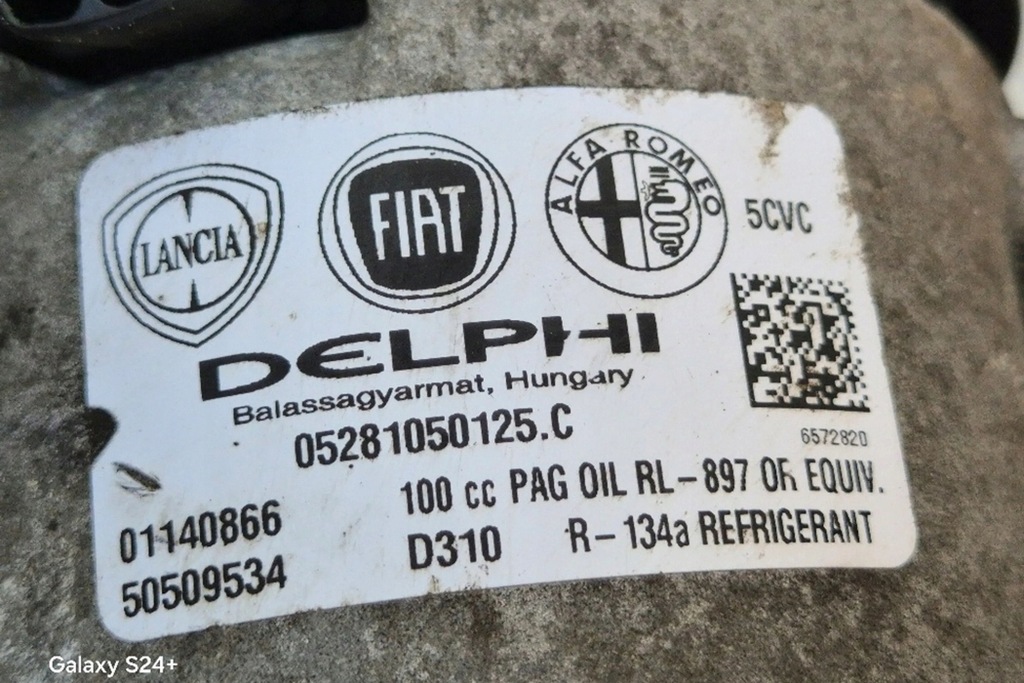 LANCIA
FIAT
ALFA ROMEO
5CVC
DELPHI
Balassagyarmat, Hungary
05281050125.C
6572820
100 cc PAG OIL RL-897 OR EQUIV.
01140866
D310 R-134a REFRIGERANT
50509534
Galaxy S24+